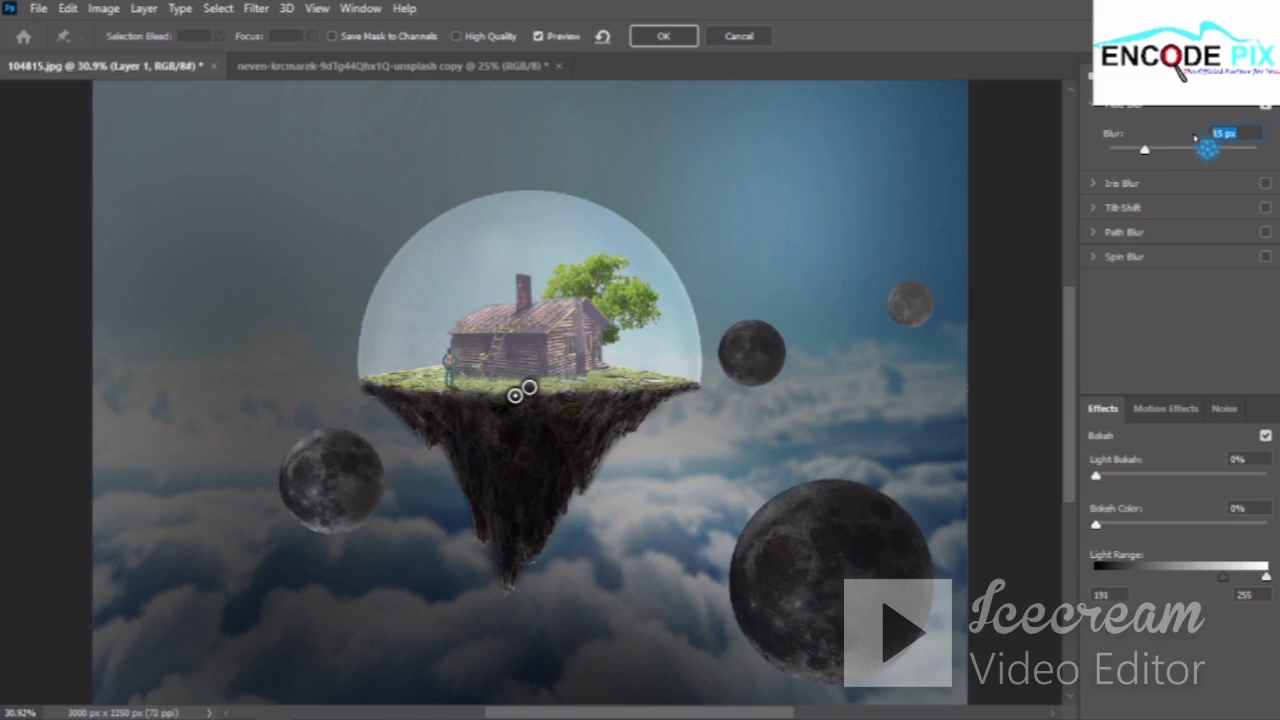 Ps File Edit Image Layer Type Select Filter 3D View Window Help
Selection Bleed: Focus: Save Mask to Channels High Quality Preview OK Cancel
104815.jpg @ 30.9% (Layer 1, RGB/8#) * × neven-krcmarek-9dTg44Qhx1Q-unsplash copy @ 25% (RGB/8) * ×
ENCODE PIX
Blur: 15 px
Iris Blur
Tilt-Shift
Path Blur
Spin Blur
Effects Motion Effects Noise
Bokeh
Light Bokeh: 0%
Bokeh Color: 0%
Light Range:
191 255
Icecream
Video Editor
30.92% 3000 px x 2250 px (72 ppi)